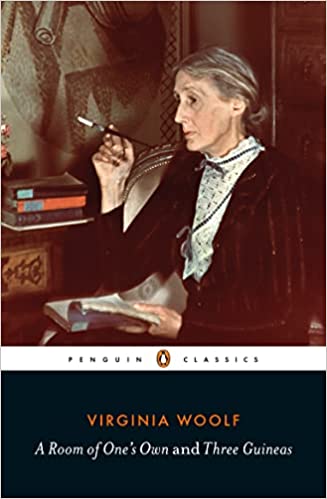 PENGUIN CLASSICS
VIRGINIA WOOLF
A Room of One's Own and Three Guineas